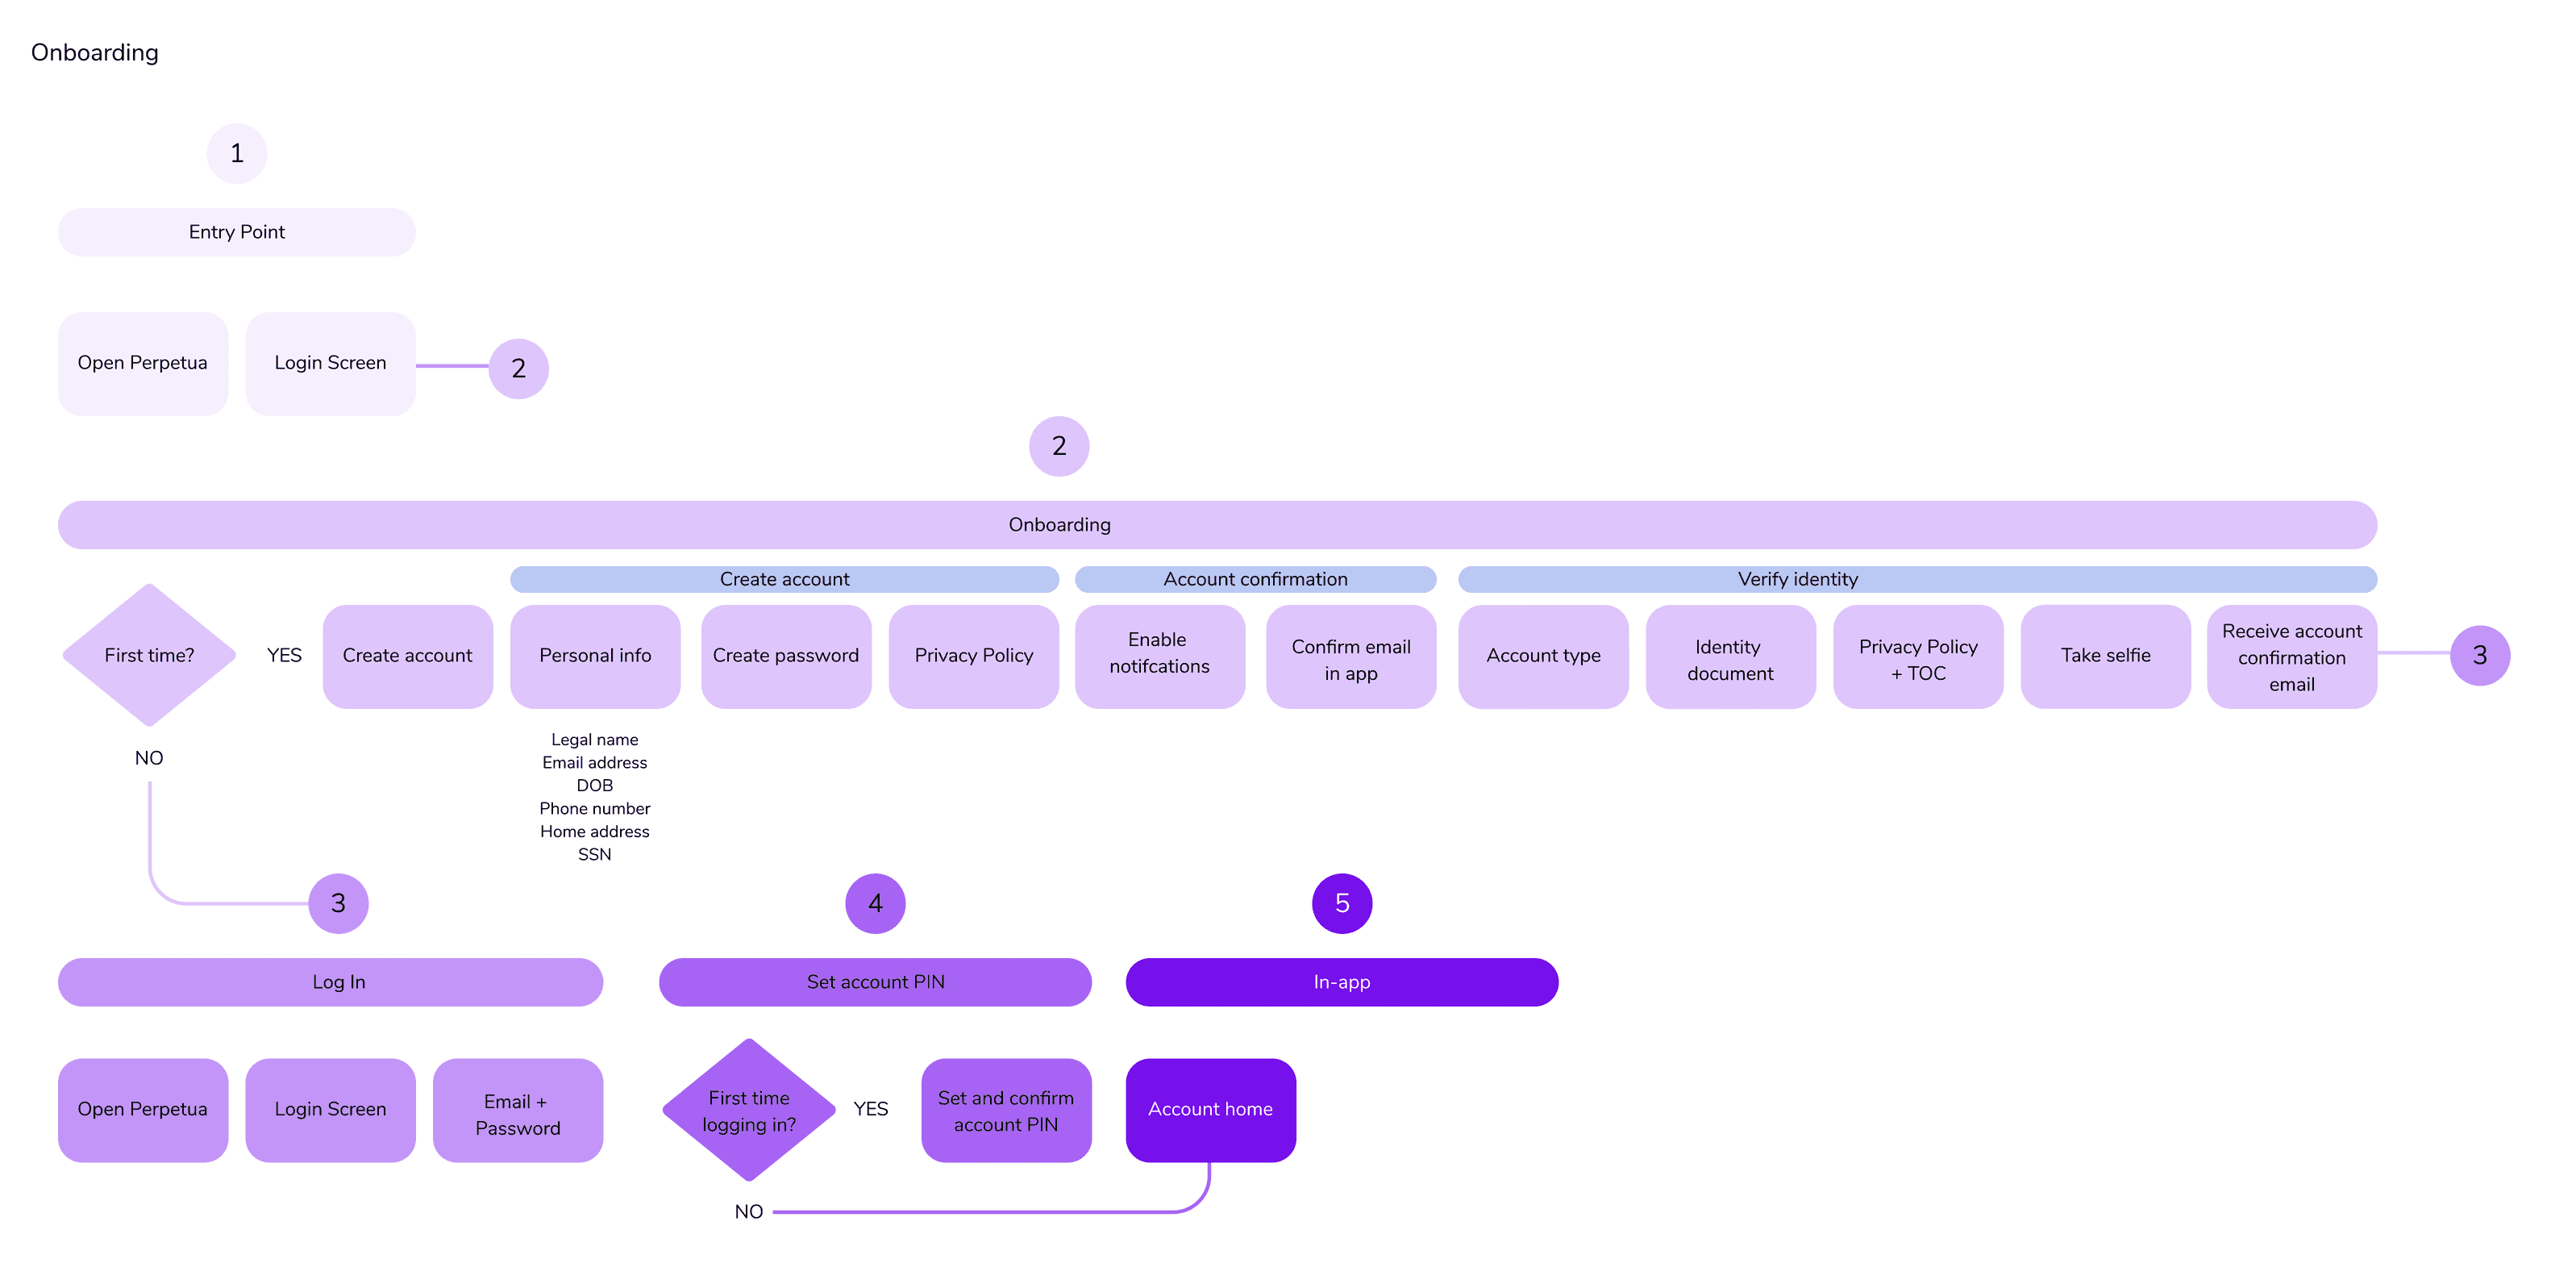 Onboarding
1
Entry Point
Open Perpetua
Login Screen
2
2
Onboarding
Create account
Account confirmation
Verify identity
First time?
YES
Create account
Personal info
Create password
Privacy Policy
Enable
notifcations
Confirm email
in app
Account type
Identity
document
Privacy Policy
+ TOC
Take selfie
Receive account
confirmation
email
3
NO
Legal name
Email address
DOB
Phone number
Home address
SSN
3
4
5
Log In
Set account PIN
In-app
Open Perpetua
Login Screen
Email +
Password
First time
logging in?
YES
Set and confirm
account PIN
Account home
NO